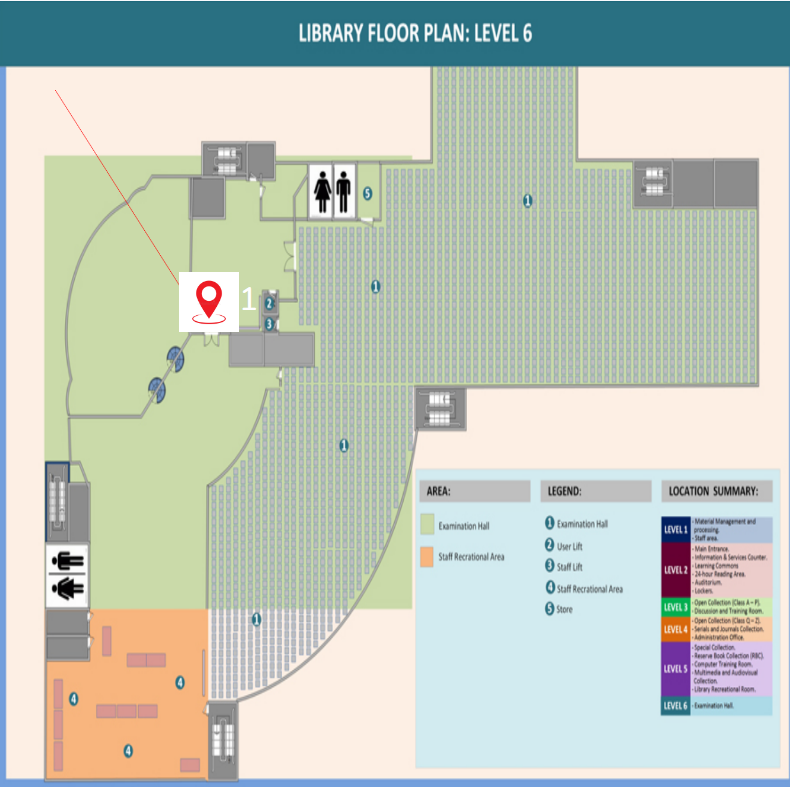 LIBRARY FLOOR PLAN: LEVEL 6
5
1
1
1
2
3
1
1
4
4
4
AREA:
Examination Hall
Staff Recrational Area
LEGEND:
1 Examination Hall
2 User Lift
3 Staff Lift
4 Staff Recrational Area
5 Store
LOCATION SUMMARY:
LEVEL 1
- Material Management and
processing.
- Staff area.
LEVEL 2
- Main Entrance.
- Information & Services Counter.
- Learning Commons
- 24-hour Reading Area.
- Auditorium.
- Lockers.
LEVEL 3
- Open Collection (Class A – P).
- Discussion and Training Room.
LEVEL 4
- Open Collection (Class Q – Z).
- Serials and Journals Collection.
- Administration Office.
LEVEL 5
- Special Collection.
- Reserve Book Collection (RBC).
- Computer Training Room.
- Multimedia and Audiovisual
Collection.
- Library Recreational Room.
LEVEL 6
- Examination Hall.